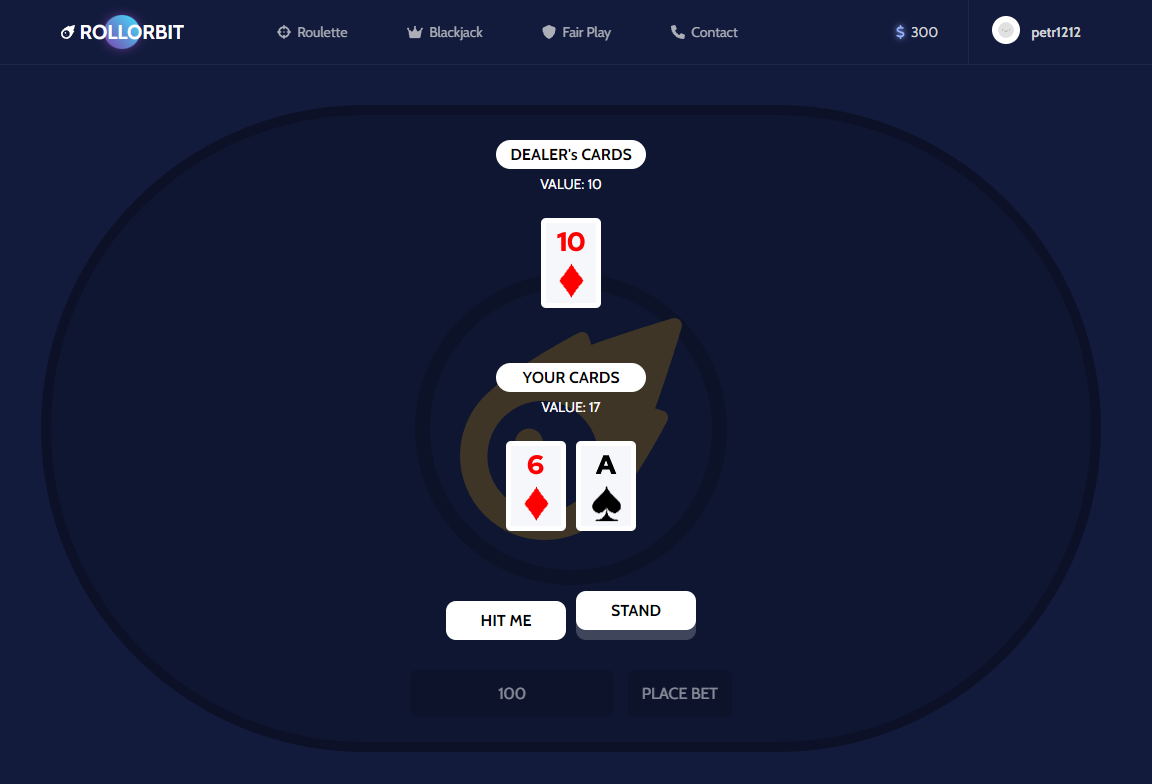 ROLLORBIT
Roulette
Blackjack
Fair Play
Contact
$ 300
petr1212
DEALER's CARDS
VALUE: 10
10
YOUR CARDS
VALUE: 17
6 A
HIT ME
STAND
100
PLACE BET